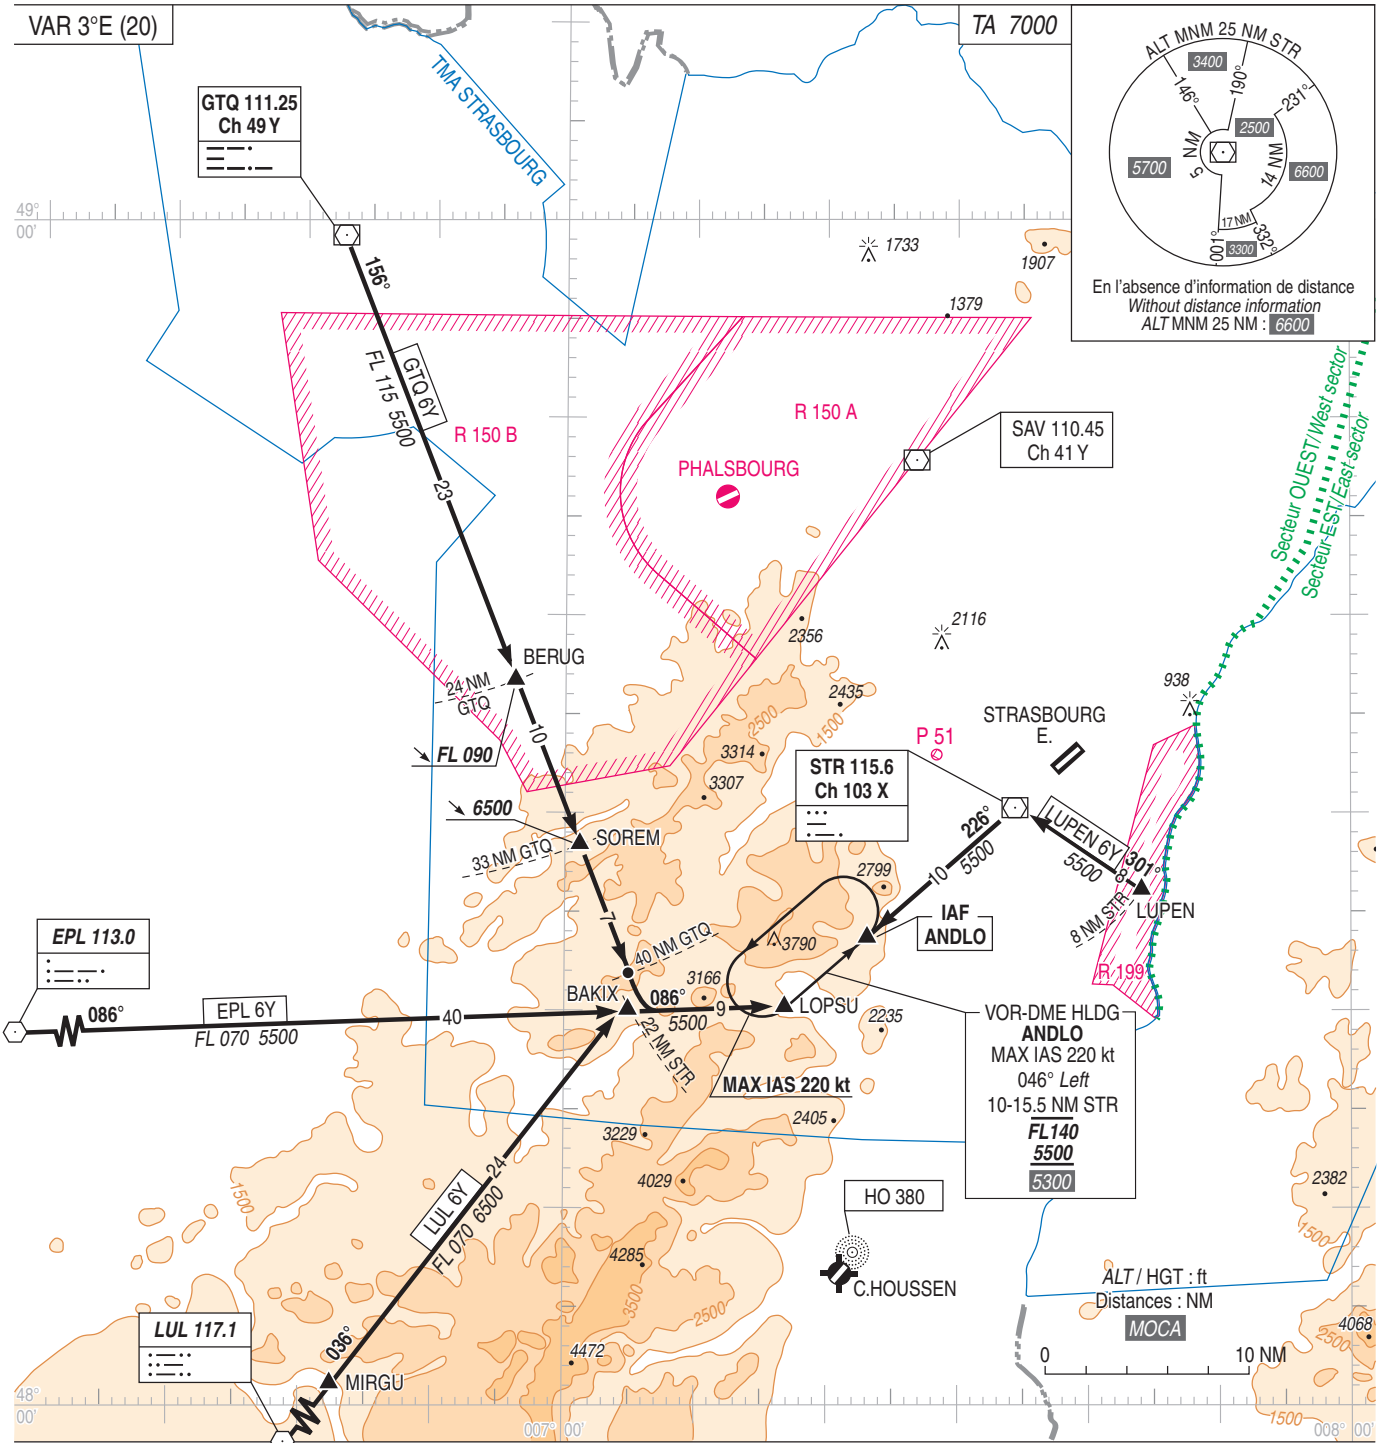 VAR 3°E (20)
TA 7000
ALT MNM 25 NM STR
3400
146°
190°
231°
2500
5 NM
14 NM
5700
6600
17 NM
001°
3300
332°
En l'absence d'information de distance
Without distance information
ALT MNM 25 NM : 6600
GTQ 111.25
Ch 49 Y
TMA STRASBOURG
49°
00'
156°
1733
1907
1379
GTQ 6Y
FL 115 5500
R 150 B
R 150 A
SAV 110.45
Ch 41 Y
PHALSBOURG
23
Secteur OUEST/West sector
Secteur EST/East sector
2356
2116
BERUG
24 NM
GTQ
10
FL 090
2435
2500
1500
938
STRASBOURG
E.
P 51
3314
3307
STR 115.6
Ch 103 X
6500
SOREM
33 NM GTQ
226°
10
5500
LUPEN 6Y
5500
301°
8
LUPEN
8 NM STR
2799
7
IAF
ANDLO
3790
40 NM GTQ
R 199
EPL 113.0
086°
EPL 6Y
FL 070 5500
40
BAKIX
086°
5500
9
3166
LOPSU
22 NM STR
2235
MAX IAS 220 kt
VOR-DME HLDG
ANDLO
MAX IAS 220 kt
046° Left
10-15.5 NM STR
FL140
5500
5300
2405
3229
4029
24
LUL 6Y
FL 070 6500
1500
HO 380
2382
1500
4285
3500
2500
C.HOUSSEN
ALT / HGT : ft
Distances : NM
MOCA
0 10 NM
4068
2500
LUL 117.1
036°
MIRGU
4472
48°
00'
007° 00'
1500
008° 00'